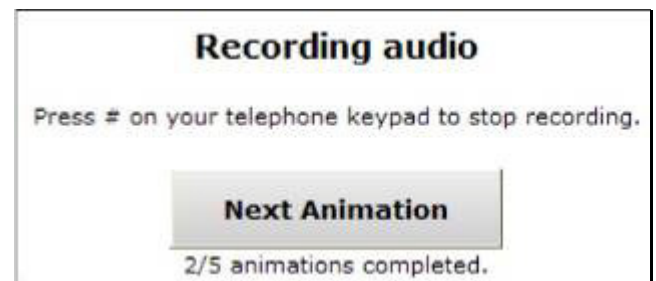 Recording audio
Press # on your telephone keypad to stop recording.
Next Animation
2/5 animations completed.